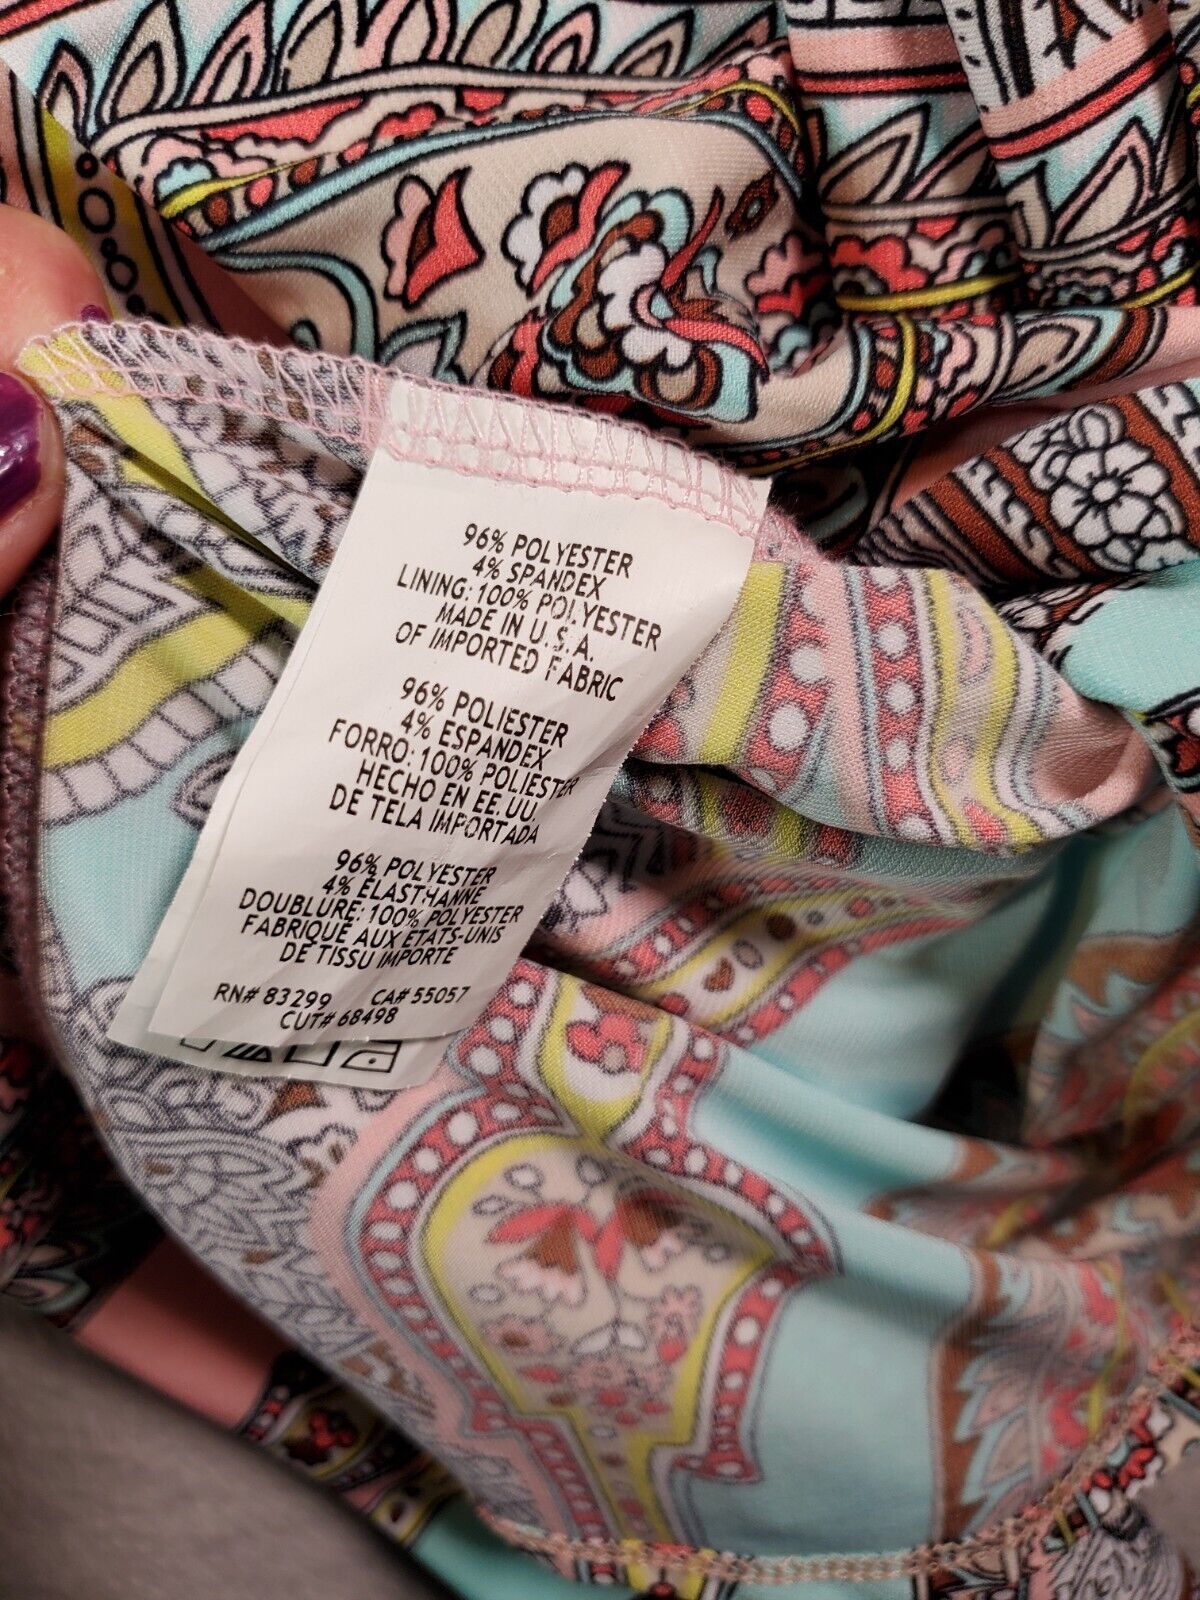 96% POLYESTER
4% SPANDEX
LINING: 100% POLYESTER
MADE IN U.S.A.
OF IMPORTED FABRIC
96% POLIESTER
4% ESPANDEX
FORRO: 100% POLIESTER
HECHO EN EE. UU.
DE TELA IMPORTADA
96% POLYESTER
4% ÉLASTHANNE
DOUBLURE: 100% POLYESTER
FABRIQUÉ AUX ETATS-UNIS
DE TISSU IMPORTE
RN# 83299 CA# 55057
CUT# 68498